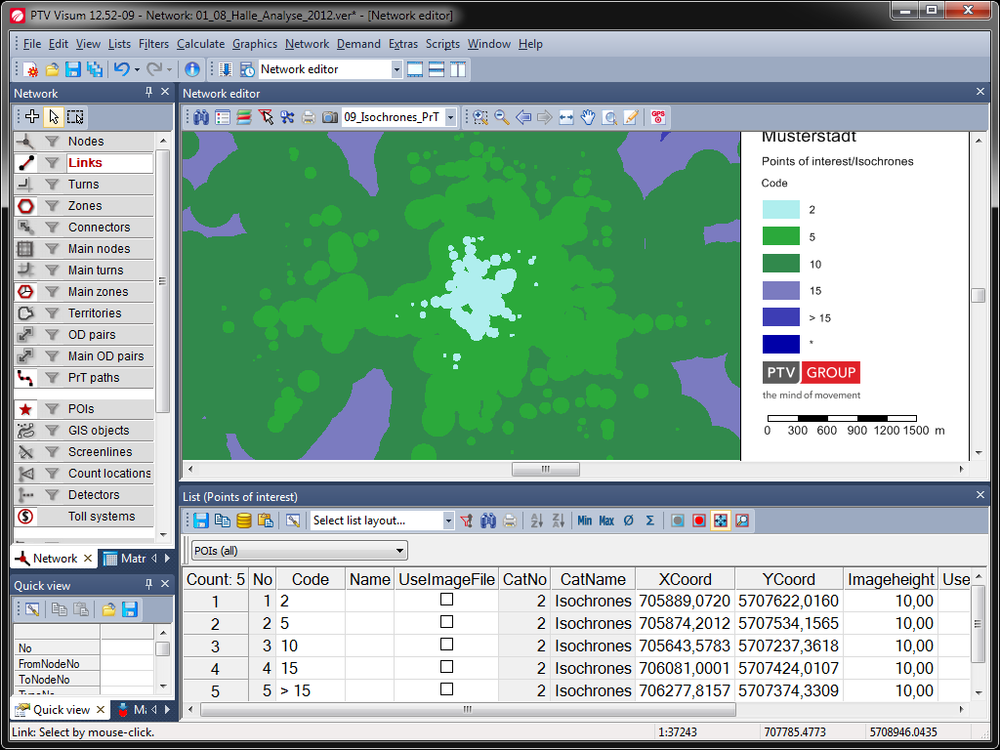 PTV Visum 12.52-09 - Network: 01_08_Halle_Analyse_2012.ver* - [Network editor]
File Edit View Lists Filters Calculate Graphics Network Demand Extras Scripts Window Help
Network editor
Network
Network editor
09_Isochrones_PrT
GPS
Nodes
Links
Turns
Zones
Connectors
Main nodes
Main turns
Main zones
Territories
OD pairs
Main OD pairs
PrT paths
POIs
GIS objects
Screenlines
Count locations
Detectors
Toll systems
Network
Matr
Musterstadt
Points of interest/Isochrones
Code
2
5
10
15
> 15
*
PTV GROUP
the mind of movement
0 300 600 900 1200 1500 m
Quick view
No
FromNodeNo
ToNodeNo
Quick view
List (Points of interest)
Select list layout...
Min Max Ø Σ
POIs (all)
Count: 5 No Code Name UseImageFile CatNo CatName XCoord YCoord Imageheight Use
1 1 2 2 Isochrones 705889,0720 5707622,0160 10,00
2 2 5 2 Isochrones 705874,2012 5707534,1565 10,00
3 3 10 2 Isochrones 705643,5783 5707237,3618 10,00
4 4 15 2 Isochrones 706081,0001 5707424,0107 10,00
5 5 > 15 2 Isochrones 706277,8157 5707374,3309 10,00
Link: Select by mouse-click.
1:37243
707785.4773
5708946.0435